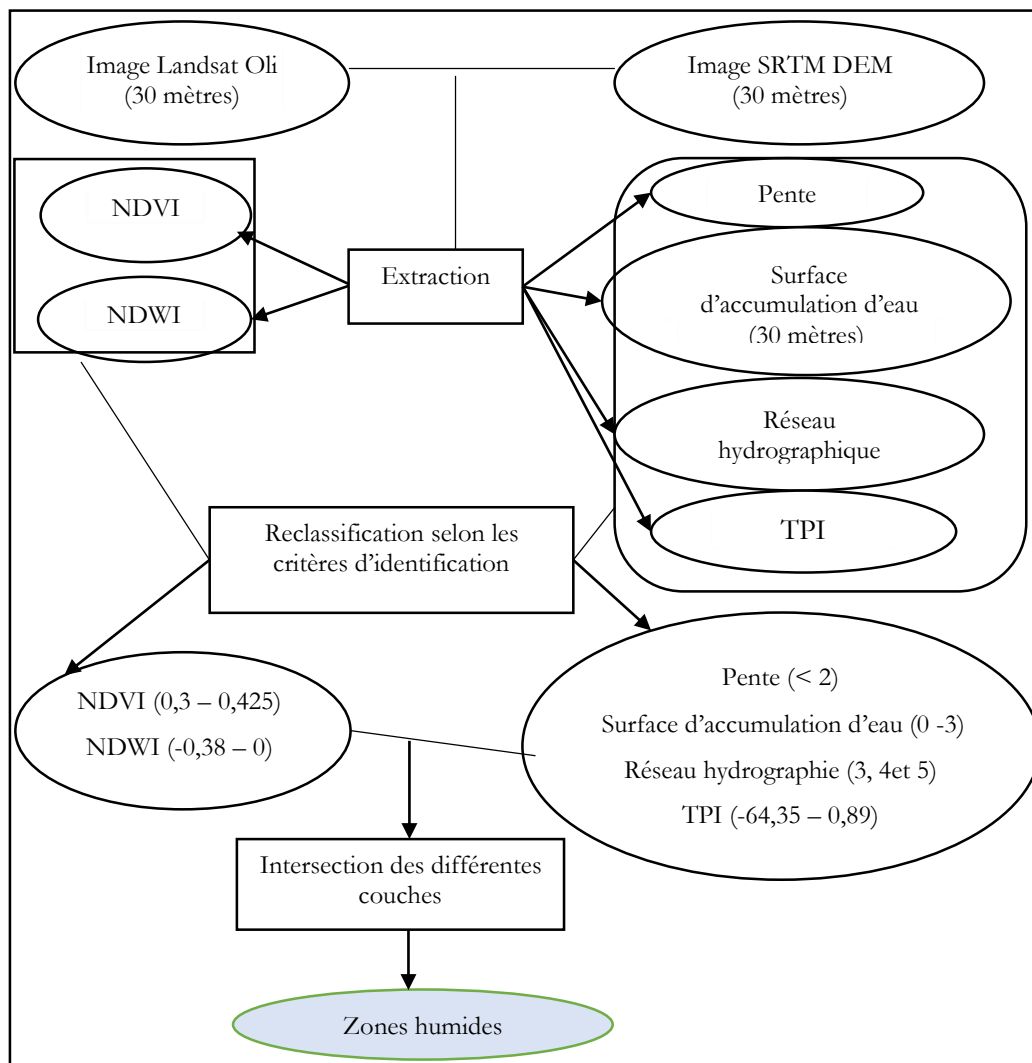 Image Landsat Oli
(30 mètres)
Image SRTM DEM
(30 mètres)
NDVI
NDWI
Extraction
Pente
Surface
d'accumulation d'eau
(30 mètres)
Réseau
hydrographique
TPI
Reclassification selon les
critères d'identification
NDVI (0,3 – 0,425)
NDWI (-0,38 – 0)
Pente (< 2)
Surface d'accumulation d'eau (0 -3)
Réseau hydrographie (3, 4et 5)
TPI (-64,35 – 0,89)
Intersection des différentes
couches
Zones humides